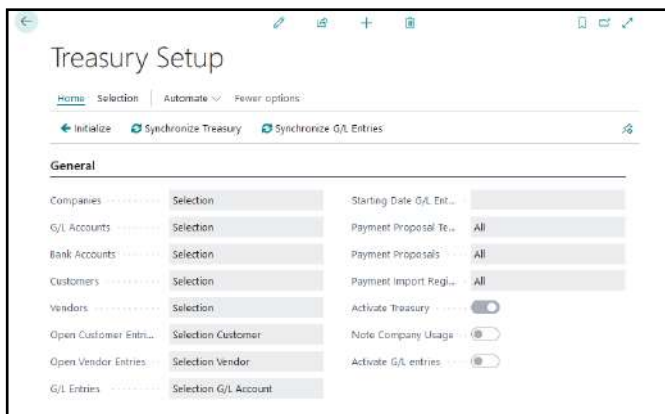 Treasury Setup
Home Selection Automate Fewer options
Initialize Synchronize Treasury Synchronize G/L Entries
General
Companies Selection
G/L Accounts Selection
Bank Accounts Selection
Customers Selection
Vendors Selection
Open Customer Entri... Selection Customer
Open Vendor Entries Selection Vendor
G/L Entries Selection G/L Account
Starting Date G/L Ent...
Payment Proposal Te... All
Payment Proposals All
Payment Import Regi... All
Activate Treasury
Note Company Usage
Activate G/L entries